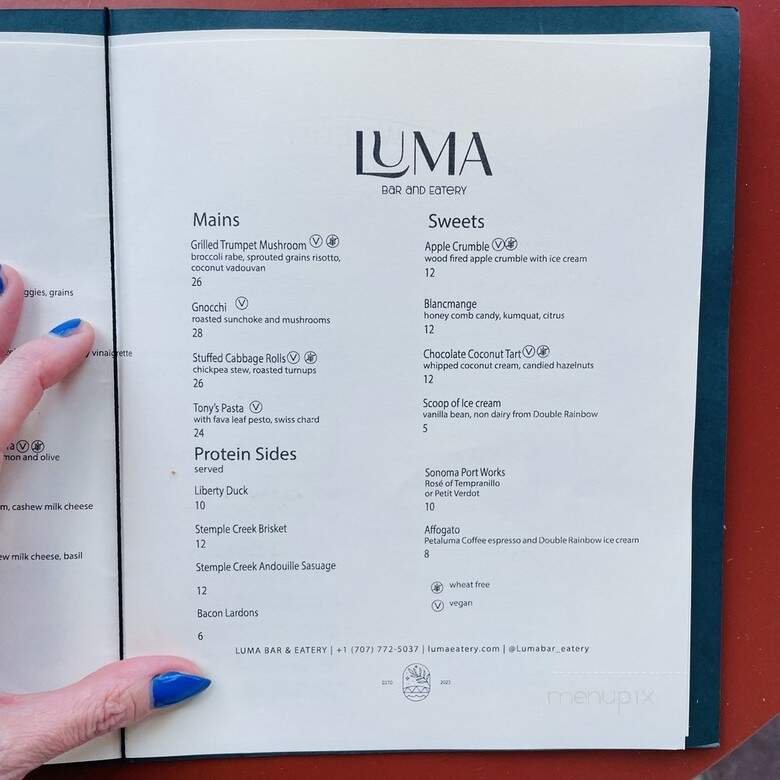 ggies, grains
vinaigrette
mon and olive
m, cashew milk cheese
ew milk cheese, basil
LUMA
BAR AND EATERY
Mains
Grilled Trumpet Mushroom V
broccoli rabe, sprouted grains risotto,
coconut vadouvan
26
Gnocchi V
roasted sunchoke and mushrooms
28
Stuffed Cabbage Rolls V
chickpea stew, roasted turnups
26
Tony's Pasta V
with fava leaf pesto, swiss chard
24
Protein Sides
served
Liberty Duck
10
Stemple Creek Brisket
12
Stemple Creek Andouille Sasuage
12
Bacon Lardons
6
Sweets
Apple Crumble V
wood fired apple crumble with ice cream
12
Blancmange
honey comb candy, kumquat, citrus
12
Chocolate Coconut Tart V
whipped coconut cream, candied hazelnuts
12
Scoop of Ice cream
vanilla bean, non dairy from Double Rainbow
5
Sonoma Port Works
Rosé of Tempranillo
or Petit Verdot
10
Affogato
Petaluma Coffee espresso and Double Rainbow ice cream
8
wheat free
V vegan
LUMA BAR & EATERY | +1 (707) 772-5037 | lumaeatery.com | @Lumabar_eatery
ESTD 2023
menupix